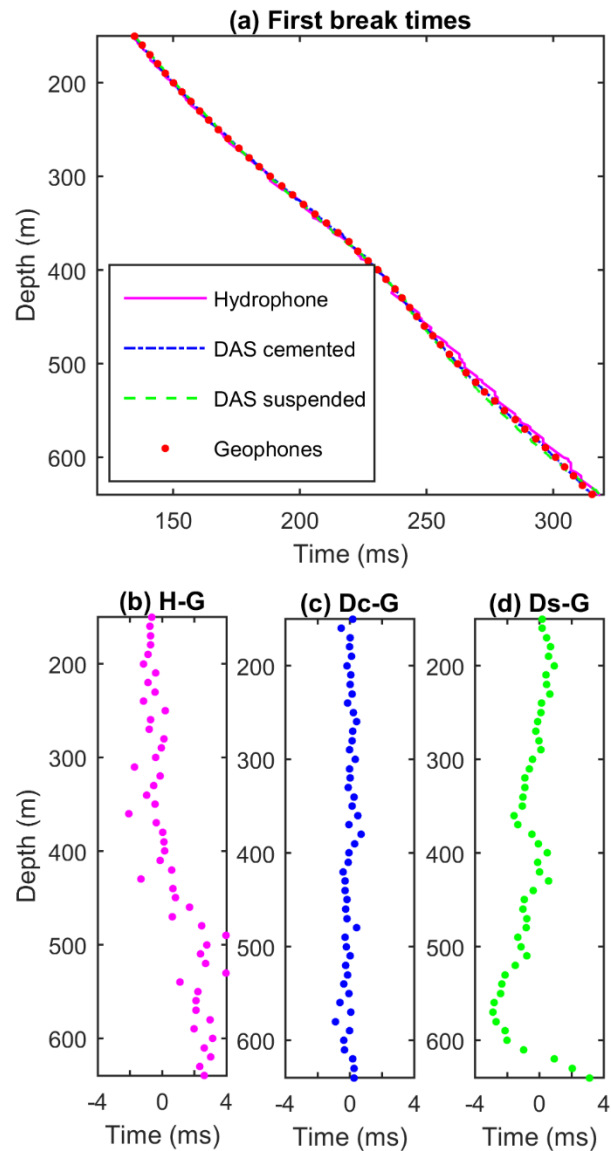 (a) First break times
200
300
400
500
600
Depth (m)
Hydrophone
DAS cemented
DAS suspended
Geophones
150
200
250
300
Time (ms)
(b) H-G
(c) Dc-G
(d) Ds-G
200
300
400
500
600
Depth (m)
200
300
400
500
600
200
300
400
500
600
-4
0
4
-4
0
4
-4
0
4
Time (ms)
Time (ms)
Time (ms)